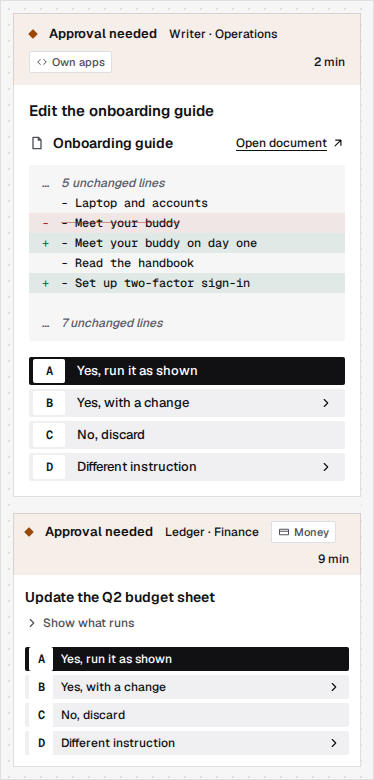 Approval needed Writer · Operations
Own apps 2 min
Edit the onboarding guide
Onboarding guide Open document
… 5 unchanged lines
- Laptop and accounts
- - Meet your buddy
+ - Meet your buddy on day one
- Read the handbook
+ - Set up two-factor sign-in
… 7 unchanged lines
A Yes, run it as shown
B Yes, with a change
C No, discard
D Different instruction
Approval needed Ledger · Finance Money
9 min
Update the Q2 budget sheet
Show what runs
A Yes, run it as shown
B Yes, with a change
C No, discard
D Different instruction